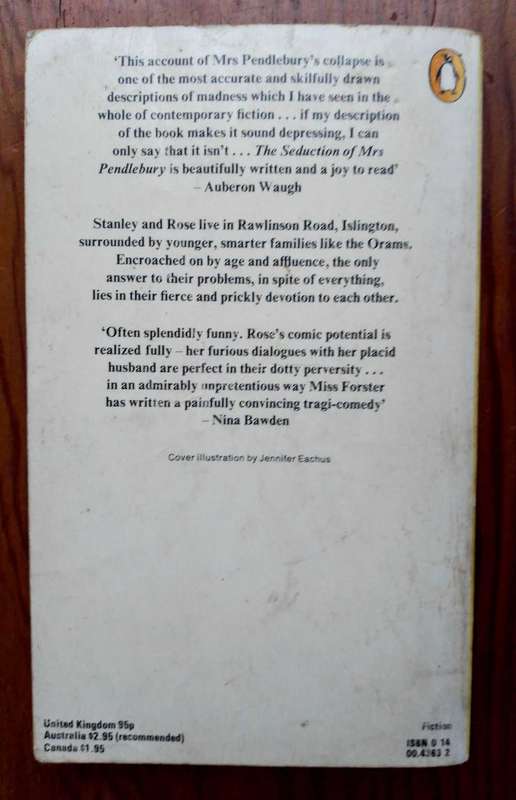 ‘This account of Mrs Pendlebury’s collapse is
one of the most accurate and skilfully drawn
descriptions of madness which I have seen in the
whole of contemporary fiction . . . if my description
of the book makes it sound depressing, I can
only say that it isn’t . . . The Seduction of Mrs
Pendlebury is beautifully written and a joy to read’
– Auberon Waugh
Stanley and Rose live in Rawlinson Road, Islington,
surrounded by younger, smarter families like the Orams.
Encroached on by age and affluence, the only
answer to their problems, in spite of everything,
lies in their fierce and prickly devotion to each other.
‘Often splendidly funny. Rose’s comic potential is
realized fully – her furious dialogues with her placid
husband are perfect in their dotty perversity . . .
in an admirably unpretentious way Miss Forster
has written a painfully convincing tragi-comedy’
– Nina Bawden
Cover illustration by Jennifer Eachus
United Kingdom 95p
Australia $2.95 (recommended)
Canada $1.95
Fiction
ISBN 0 14
00.4363 2